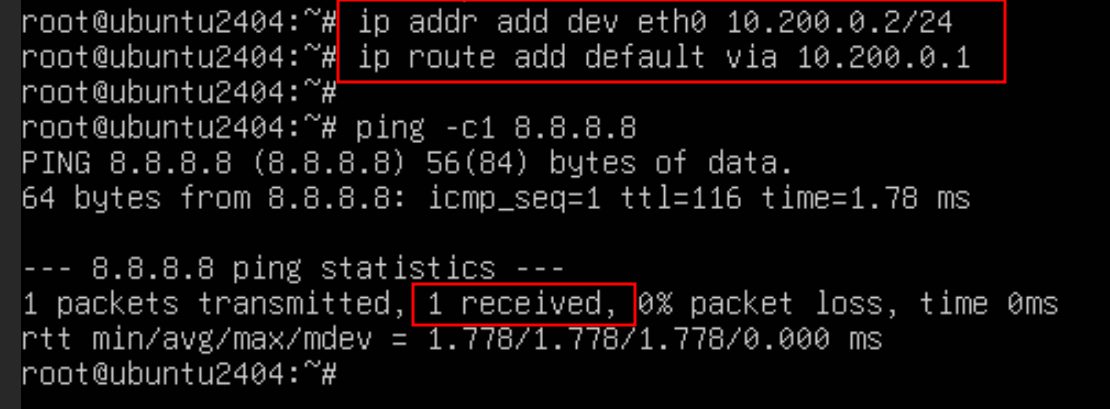 root@ubuntu2404:~# ip addr add dev eth0 10.200.0.2/24
root@ubuntu2404:~# ip route add default via 10.200.0.1
root@ubuntu2404:~#
root@ubuntu2404:~# ping -c1 8.8.8.8
PING 8.8.8.8 (8.8.8.8) 56(84) bytes of data.
64 bytes from 8.8.8.8: icmp_seq=1 ttl=116 time=1.78 ms
--- 8.8.8.8 ping statistics ---
1 packets transmitted, 1 received, 0% packet loss, time 0ms
rtt min/avg/max/mdev = 1.778/1.778/1.778/0.000 ms
root@ubuntu2404:~#